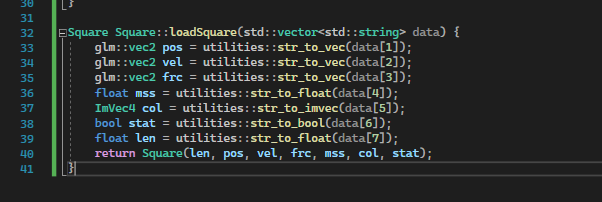 30 }
31
32 Square Square::loadSquare(std::vector<std::string> data) {
33 glm::vec2 pos = utilities::str_to_vec(data[1]);
34 glm::vec2 vel = utilities::str_to_vec(data[2]);
35 glm::vec2 frc = utilities::str_to_vec(data[3]);
36 float mss = utilities::str_to_float(data[4]);
37 ImVec4 col = utilities::str_to_imvec(data[5]);
38 bool stat = utilities::str_to_bool(data[6]);
39 float len = utilities::str_to_float(data[7]);
40 return Square(len, pos, vel, frc, mss, col, stat);
41 }